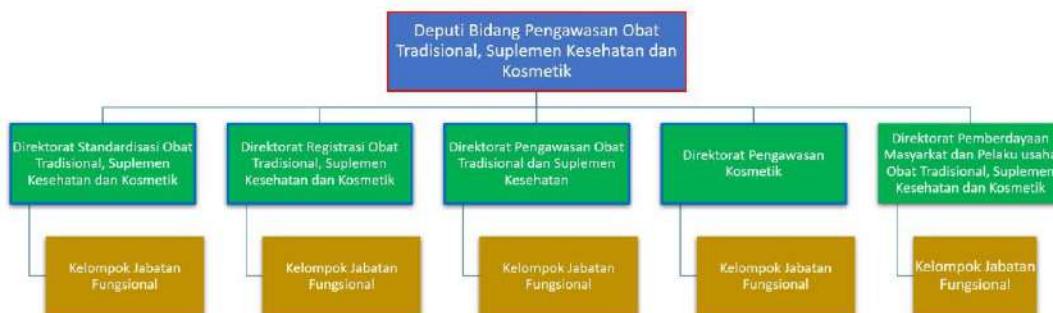 Deputi Bidang Pengawasan Obat
Tradisional, Suplemen Kesehatan dan
Kosmetik
Direktorat Standardisasi Obat
Tradisional, Suplemen
Kesehatan dan Kosmetik
Direktorat Registrasi Obat
Tradisional, Suplemen
Kesehatan dan Kosmetik
Direktorat Pengawasan Obat
Tradisional dan Suplemen
Kesehatan
Direktorat Pengawasan
Kosmetik
Direktorat Pemberdayaan
Masyarkat dan Pelaku usaha
Obat Tradisional, Suplemen
Kesehatan dan Kosmetik
Kelompok Jabatan
Fungsional
Kelompok Jabatan
Fungsional
Kelompok Jabatan
Fungsional
Kelompok Jabatan
Fungsional
Kelompok Jabatan
Fungsional